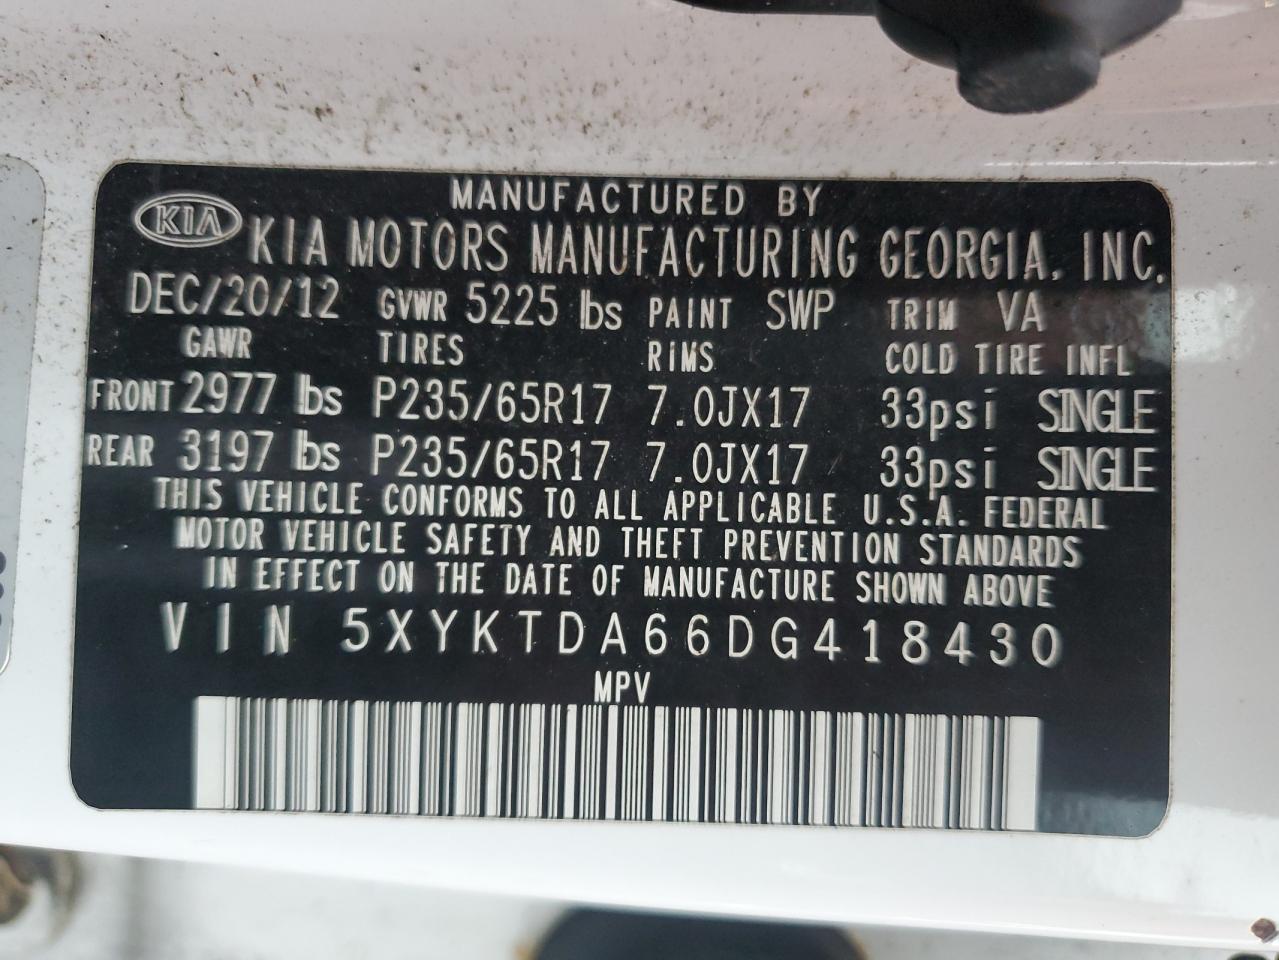 MANUFACTURED BY
KIA KIA MOTORS MANUFACTURING GEORGIA, INC.
DEC/20/12 GVWR 5225 lbs PAINT SWP TRIM VA
GAWR TIRES RiMS COLD TIRE INFL
FRONT 2977 lbs P235/65R17 7.0JX17 33psi SINGLE
REAR 3197 lbs P235/65R17 7.0JX17 33psi SINGLE
THIS VEHICLE CONFORMS TO ALL APPLICABLE U.S.A. FEDERAL
MOTOR VEHICLE SAFETY AND THEFT PREVENTION STANDARDS
IN EFFECT ON THE DATE OF MANUFACTURE SHOWN ABOVE
VIN 5XYKTDA66DG418430
MPV